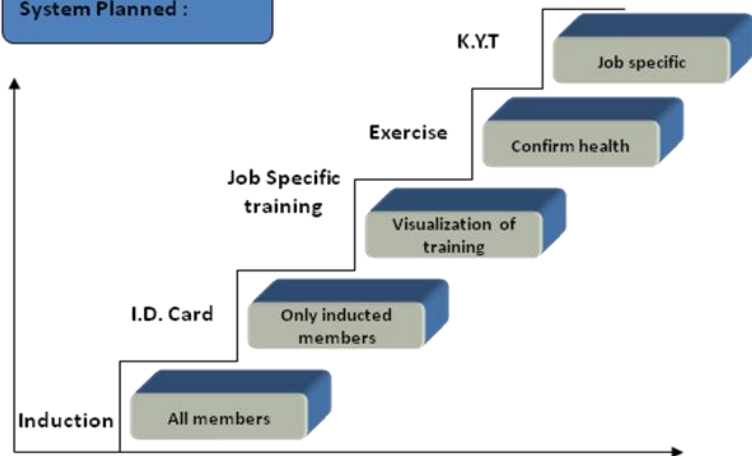 System Planned :
K.Y.T
Job specific
Exercise
Confirm health
Job Specific
training
Visualization of
training
I.D. Card
Only inducted
members
Induction
All members